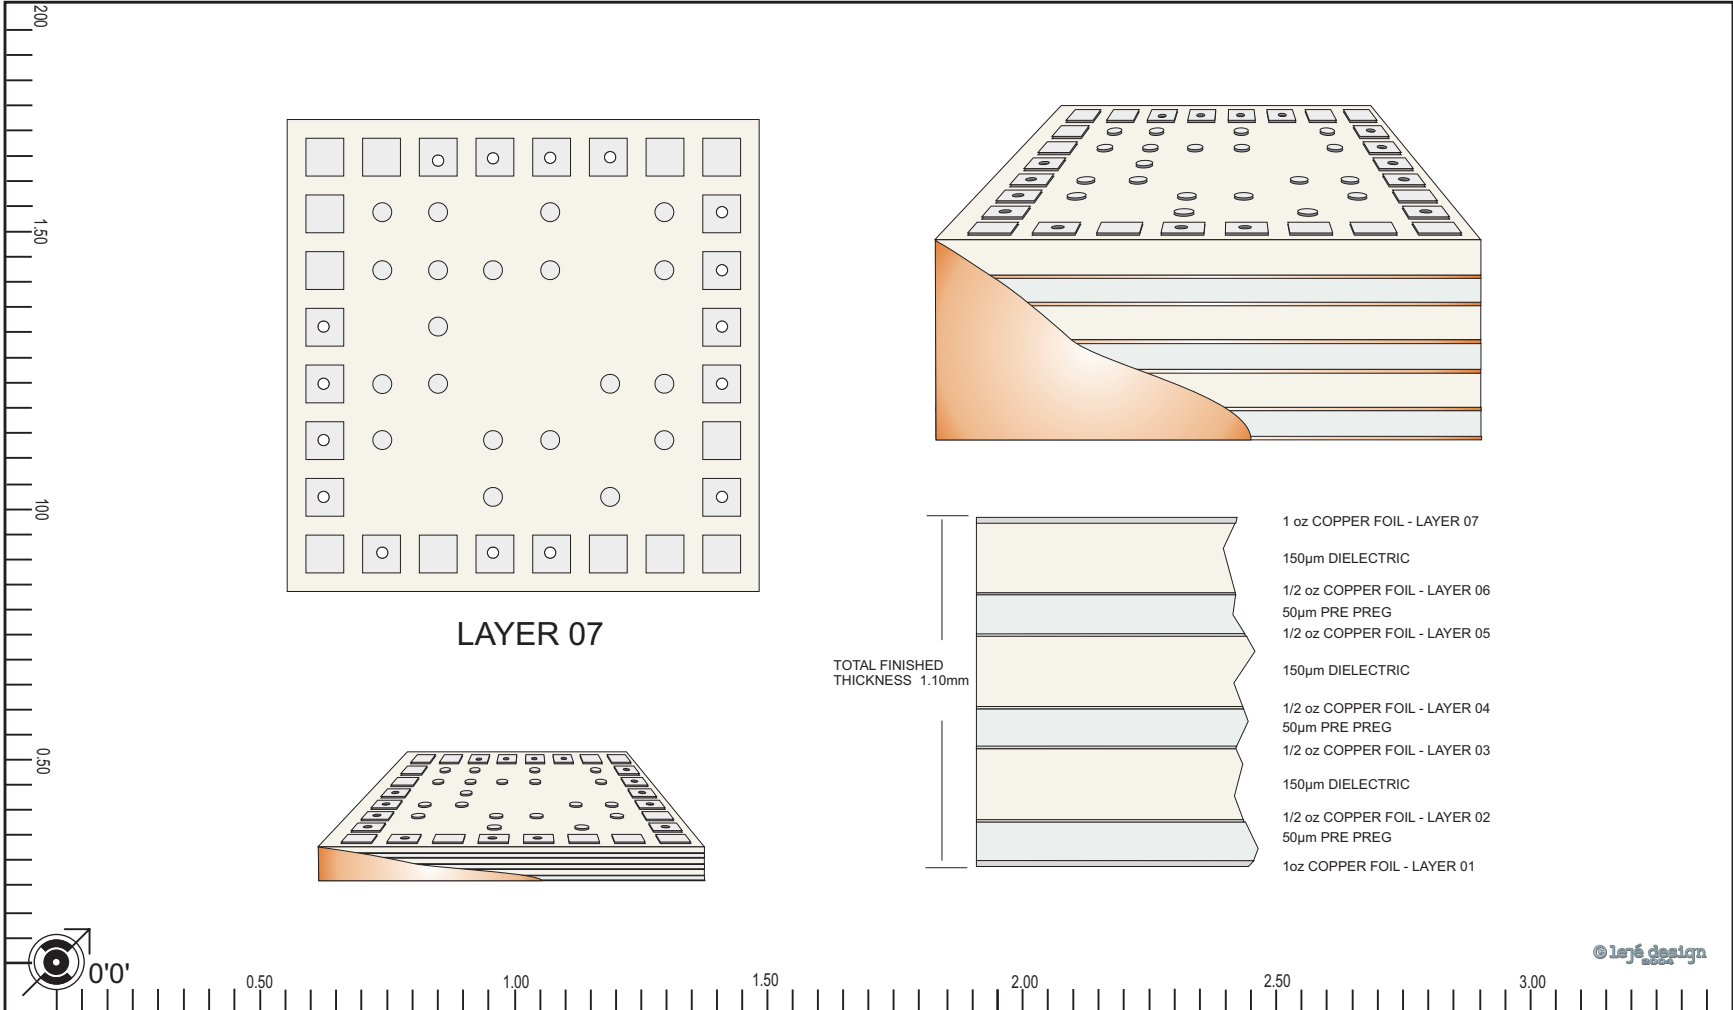 200
1.50
100
0.50
LAYER 07
1 oz COPPER FOIL - LAYER 07
150µm DIELECTRIC
1/2 oz COPPER FOIL - LAYER 06
50µm PRE PREG
1/2 oz COPPER FOIL - LAYER 05
TOTAL FINISHED
THICKNESS 1.10mm
150µm DIELECTRIC
1/2 oz COPPER FOIL - LAYER 04
50µm PRE PREG
1/2 oz COPPER FOIL - LAYER 03
150µm DIELECTRIC
1/2 oz COPPER FOIL - LAYER 02
50µm PRE PREG
1oz COPPER FOIL - LAYER 01
© lejé design
2004
0'0'
0.50
1.00
1.50
2.00
2.50
3.00